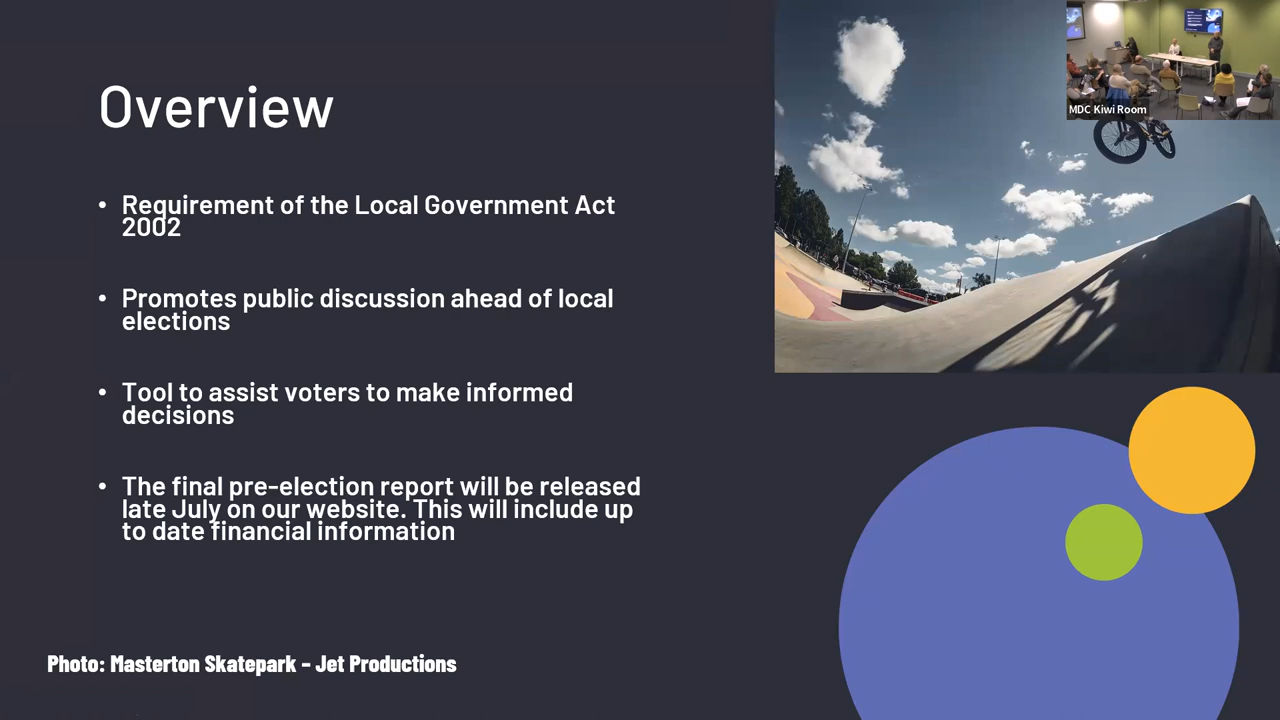 Overview
• Requirement of the Local Government Act
2002
• Promotes public discussion ahead of local
elections
• Tool to assist voters to make informed
decisions
• The final pre-election report will be released
late July on our website. This will include up
to date financial information
Photo: Masterton Skatepark – Jet Productions
MDC Kiwi Room